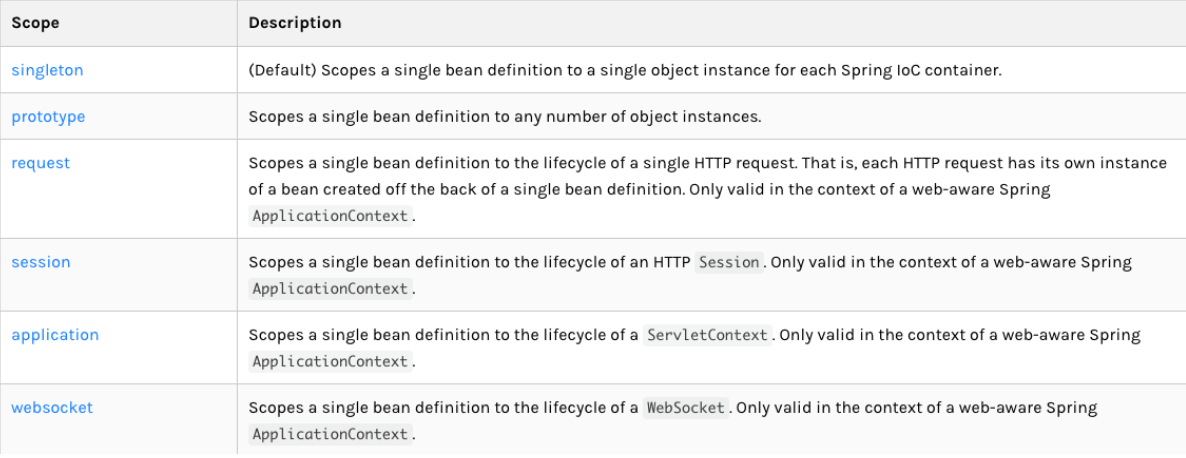 Scope Description
singleton (Default) Scopes a single bean definition to a single object instance for each Spring IoC container.
prototype Scopes a single bean definition to any number of object instances.
request Scopes a single bean definition to the lifecycle of a single HTTP request. That is, each HTTP request has its own instance
of a bean created off the back of a single bean definition. Only valid in the context of a web-aware Spring
ApplicationContext.
session Scopes a single bean definition to the lifecycle of an HTTP Session. Only valid in the context of a web-aware Spring
ApplicationContext.
application Scopes a single bean definition to the lifecycle of a ServletContext. Only valid in the context of a web-aware Spring
ApplicationContext.
websocket Scopes a single bean definition to the lifecycle of a WebSocket. Only valid in the context of a web-aware Spring
ApplicationContext.